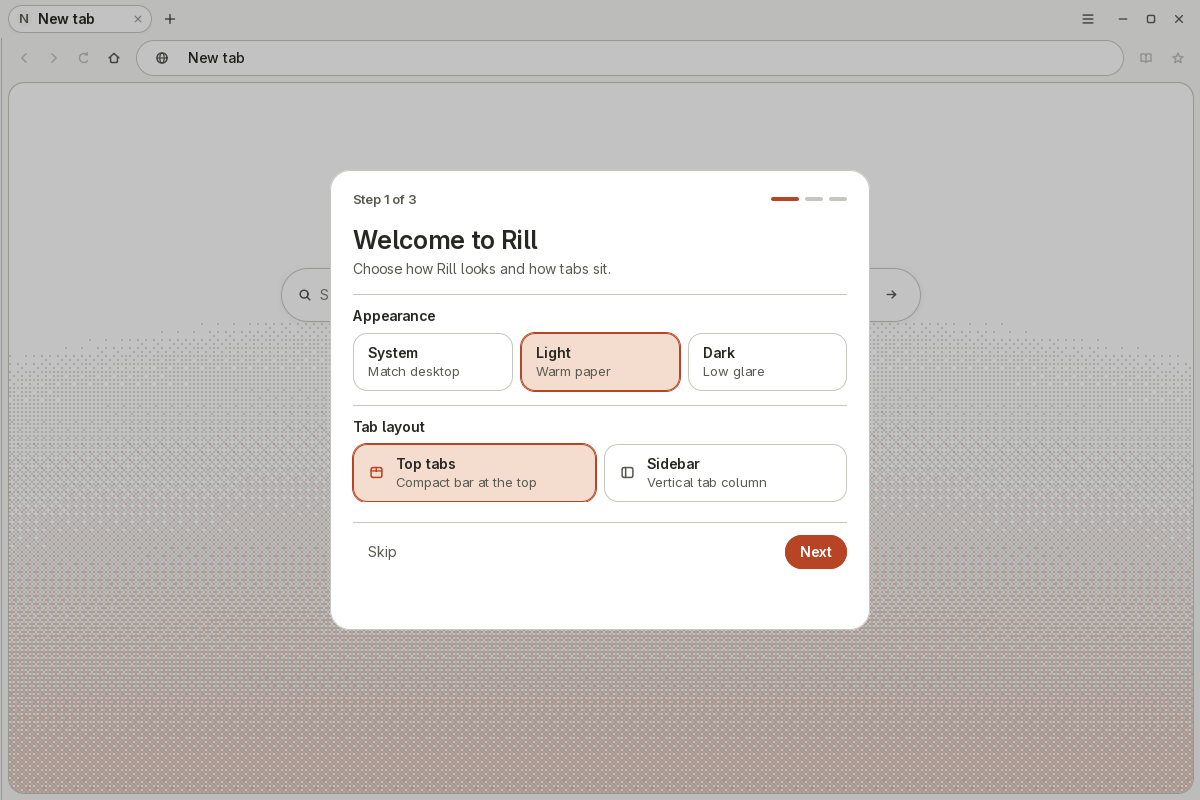 N New tab
New tab
S
Step 1 of 3
Welcome to Rill
Choose how Rill looks and how tabs sit.
Appearance
System
Match desktop
Light
Warm paper
Dark
Low glare
Tab layout
Top tabs
Compact bar at the top
Sidebar
Vertical tab column
Skip
Next